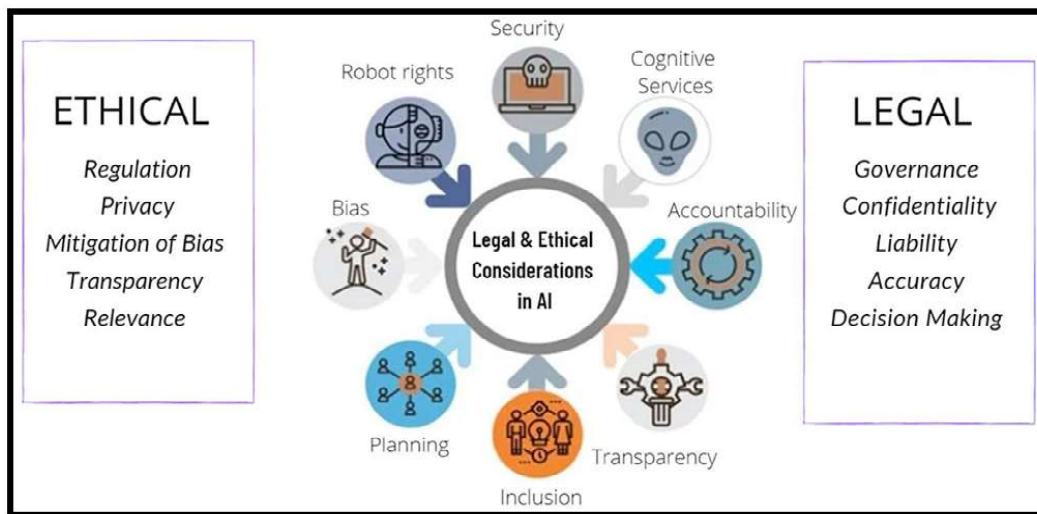 ETHICAL
Regulation
Privacy
Mitigation of Bias
Transparency
Relevance
Security
Robot rights
Cognitive
Services
Bias
Accountability
Legal & Ethical
Considerations
in AI
Planning
Transparency
Inclusion
LEGAL
Governance
Confidentiality
Liability
Accuracy
Decision Making